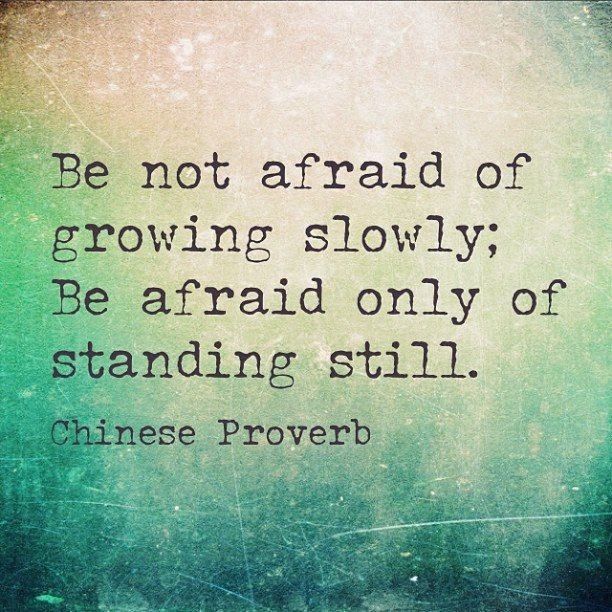 Be not afraid of
growing slowly;
Be afraid only of
standing still.
Chinese Proverb